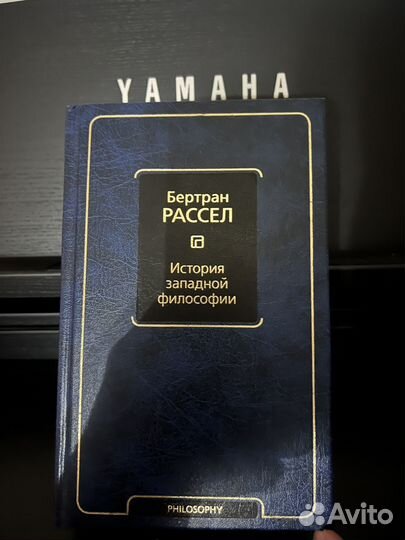 YAMAHA
Бертран
РАССЕЛ
История
западной
философии
PHILOSOPHY
Avito